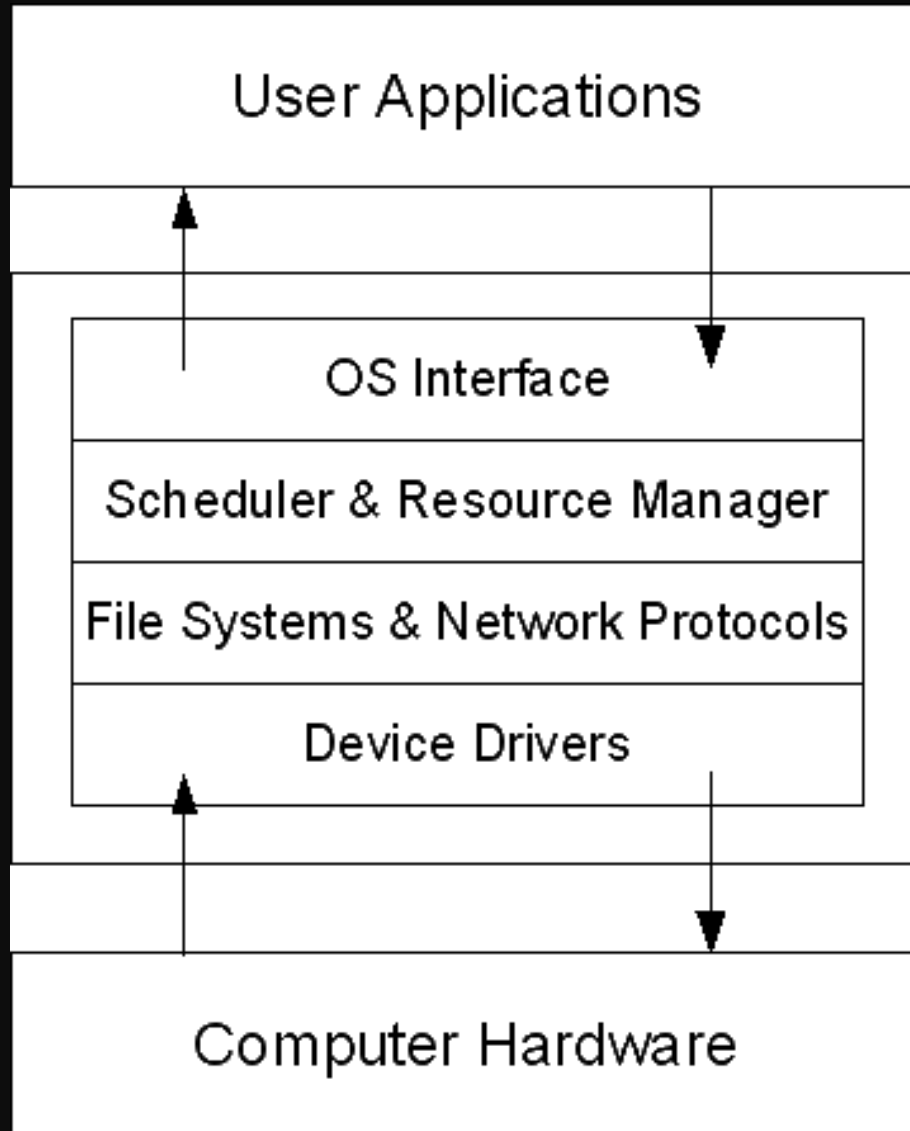 User Applications
OS Interface
Scheduler & Resource Manager
File Systems & Network Protocols
Device Drivers
Computer Hardware